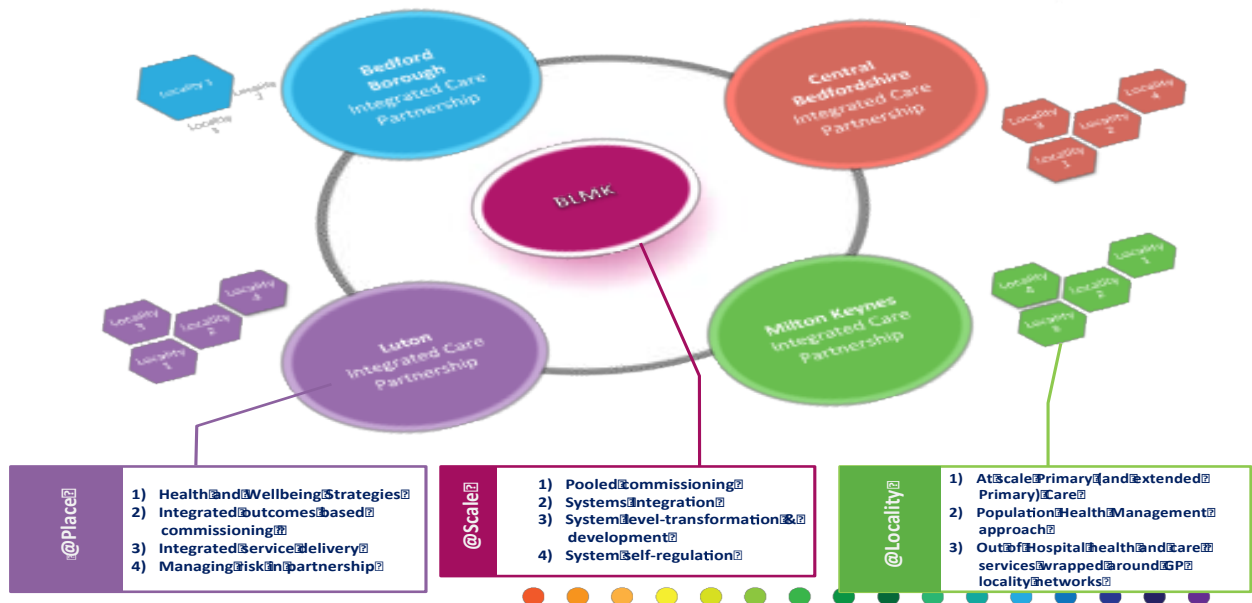 Bedford
Borough
Integrated Care
Partnership
Central
Bedfordshire
Integrated Care
Partnership
Locality 1
Locality
2
Locality
3
Locality
4
Locality
3
Locality
2
Locality
1
BLMK
Locality
4
Locality
3
Locality
2
Locality
1
Luton
Integrated Care
Partnership
Milton Keynes
Integrated Care
Partnership
Locality
1
Locality
2
Locality
4
Locality
3
@Place
1) Health and Wellbeing Strategies
2) Integrated outcomes based
commissioning
3) Integrated service delivery
4) Managing risk in partnership
@Scale
1) Pooled commissioning
2) Systems Integration
3) System level-transformation &
development
4) System self-regulation
@Locality
1) At scale Primary (and extended
Primary) Care
2) Population Health Management
approach
3) Out of Hospital health and care
services wrapped around GP
locality networks